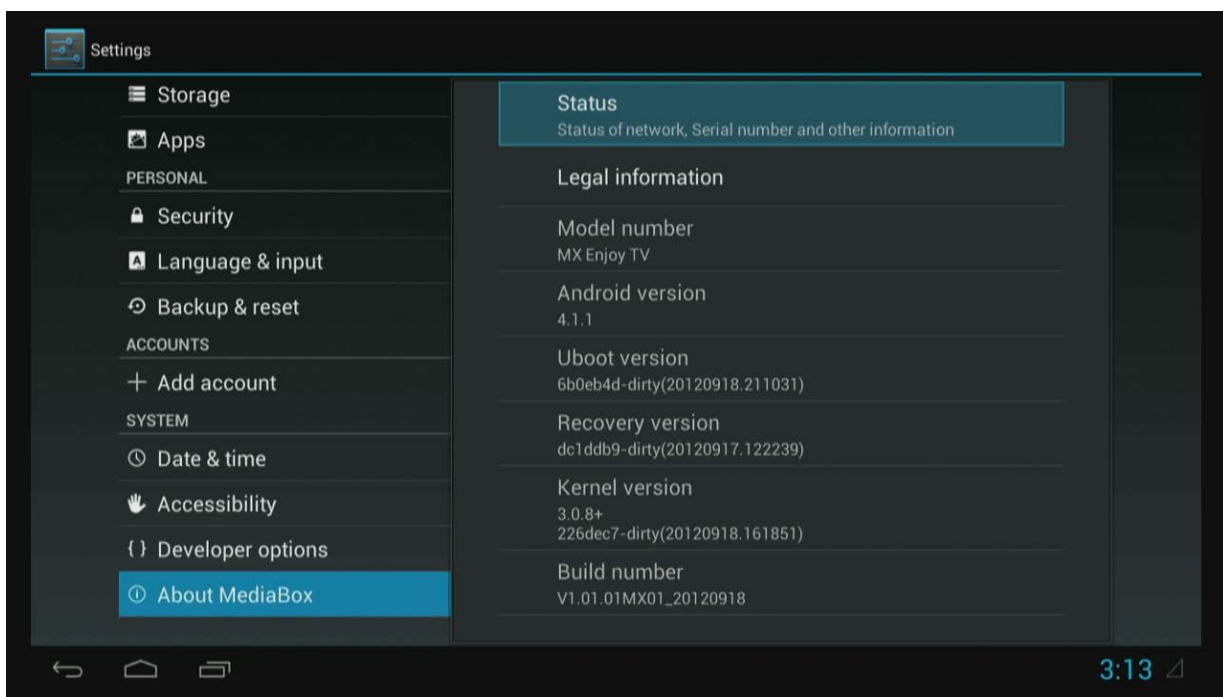 Settings
Storage
Apps
PERSONAL
Security
Language & input
Backup & reset
ACCOUNTS
Add account
SYSTEM
Date & time
Accessibility
{ } Developer options
About MediaBox
Status
Status of network, Serial number and other information
Legal information
Model number
MX Enjoy TV
Android version
4.1.1
Uboot version
6b0eb4d-dirty(20120918.211031)
Recovery version
dc1ddb9-dirty(20120917.122239)
Kernel version
3.0.8+
226dec7-dirty(20120918.161851)
Build number
V1.01.01MX01_20120918
3:13